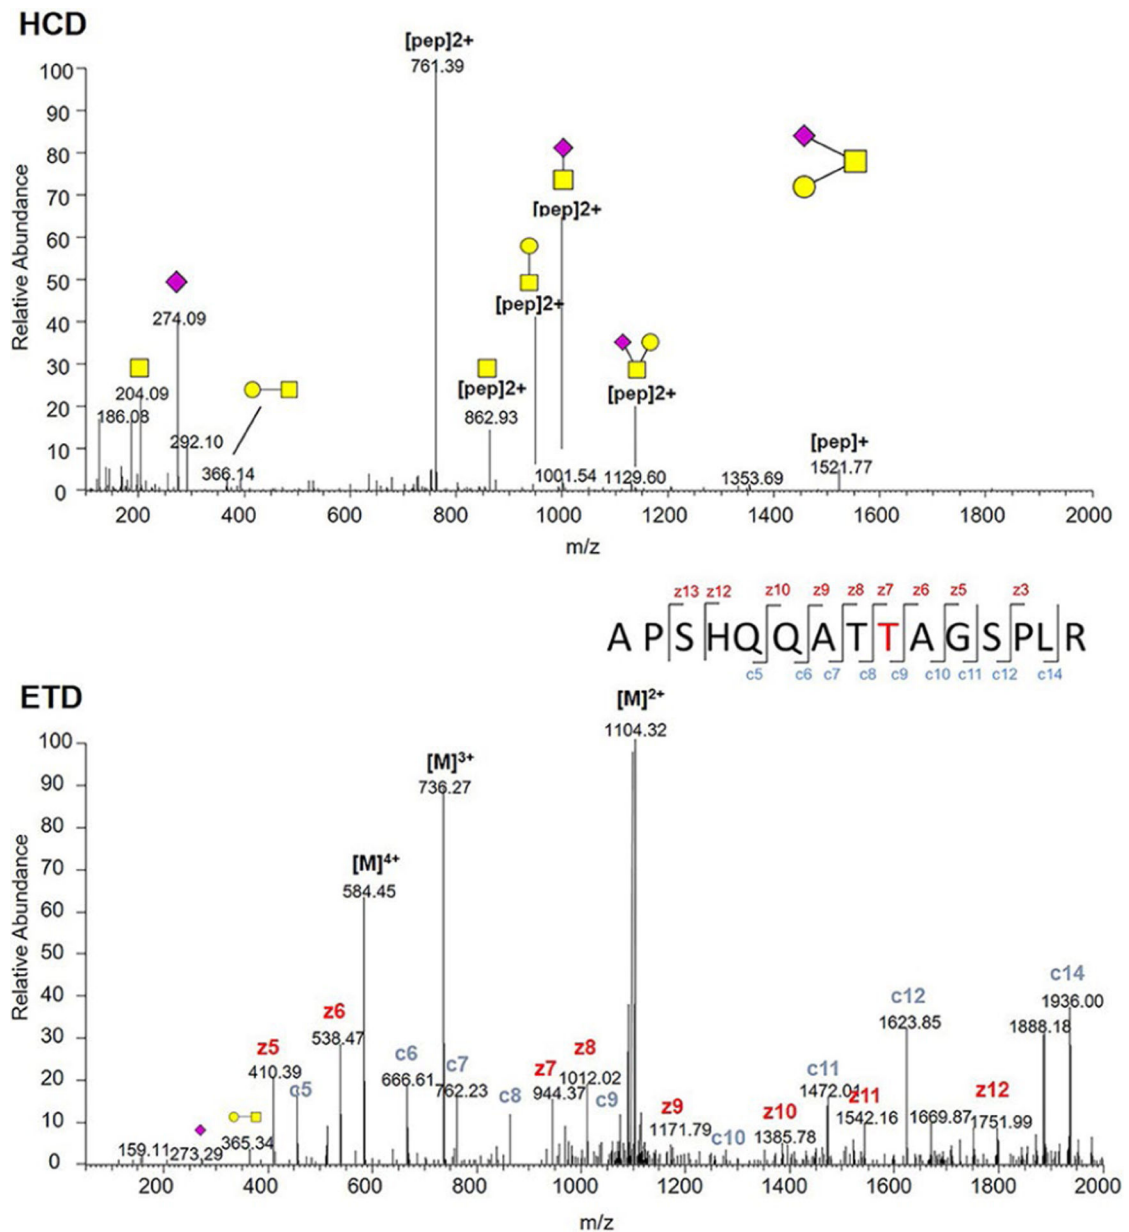 HCD
[pep]2+
761.39
100
90
80
70
60
50
40
30
20
10
0
Relative Abundance
[pep]2+
[pep]2+
274.09
[pep]2+
[pep]2+
204.09
186.08
862.93
292.10
[pep]+
366.14
1001.54
1129.60
1353.69
1521.77
200
400
600
800
1000
1200
1400
1600
1800
2000
m/z
z13 z12 z10 z9 z8 z7 z6 z5 z3
A P S H Q Q A T T A G S P L R
c5 c6 c7 c8 c9 c10 c11 c12 c14
ETD
[M]2+
1104.32
100
90
80
70
60
50
40
30
20
10
0
Relative Abundance
[M]3+
736.27
[M]4+
584.45
c14
1936.00
c12
1623.85
1888.18
z6
538.47
z5
410.39
c5
c6
666.61
c7
762.23
c8
z7
944.37
z8
1012.02
c9
z9
1171.79
c10
z10
1385.78
c11
1472.01
z11
1542.16
1669.87
z12
1751.99
159.11
273.29
365.34
200
400
600
800
1000
1200
1400
1600
1800
2000
m/z